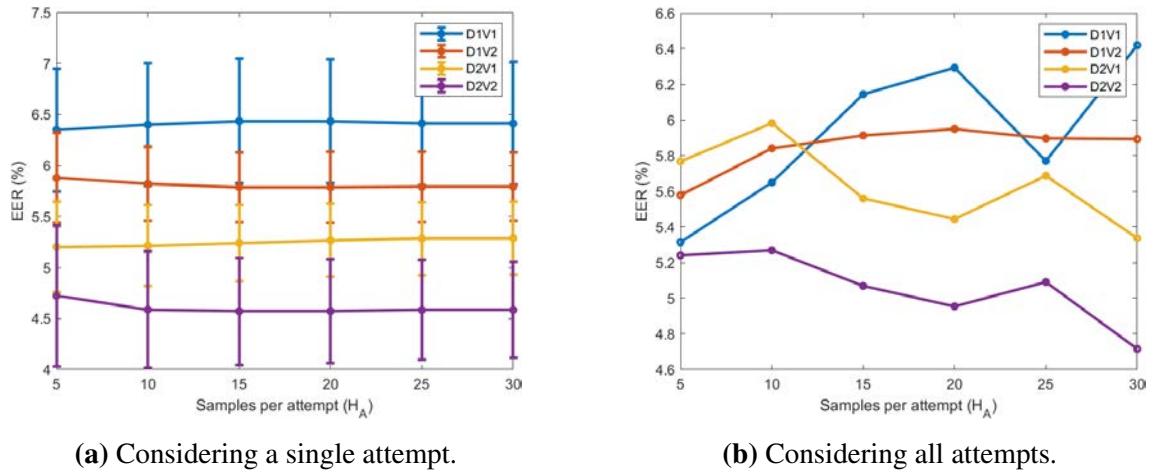 7.5
7
6.5
6
5.5
5
4.5
4
EER (%)
5 10 15 20 25 30
Samples per attempt (H_A)
D1V1
D1V2
D2V1
D2V2
(a) Considering a single attempt.
6.6
6.4
6.2
6
5.8
5.6
5.4
5.2
5
4.8
4.6
EER (%)
5 10 15 20 25 30
Samples per attempt (H_A)
D1V1
D1V2
D2V1
D2V2
(b) Considering all attempts.